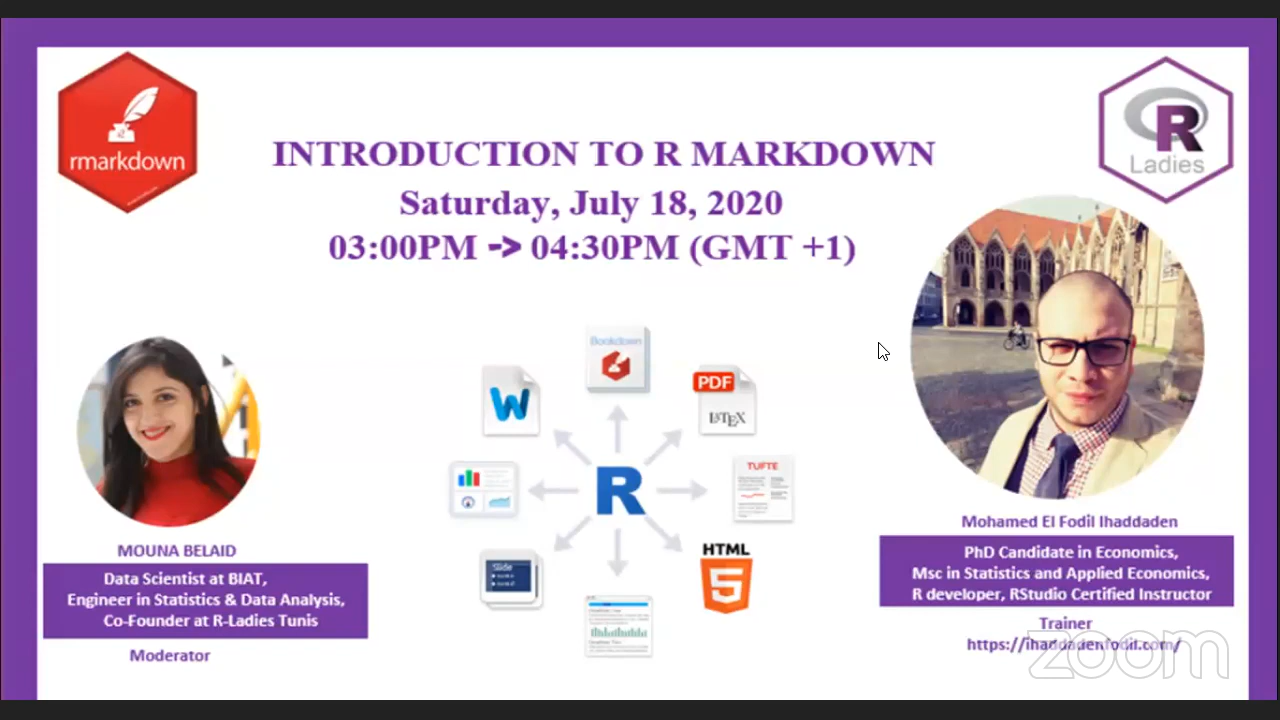 rmarkdown
R
Ladies
INTRODUCTION TO R MARKDOWN
Saturday, July 18, 2020
03:00PM -> 04:30PM (GMT +1)
Bookdown
W
PDF
LATEX
TUFTE
R
Slide
HTML
5
MOUNA BELAID
Data Scientist at BIAT,
Engineer in Statistics & Data Analysis,
Co-Founder at R-Ladies Tunis
Moderator
Mohamed El Fodil Ihaddaden
PhD Candidate in Economics,
Msc in Statistics and Applied Economics,
R developer, RStudio Certified Instructor
Trainer
https://ihaddadenfodil.com/
zoom